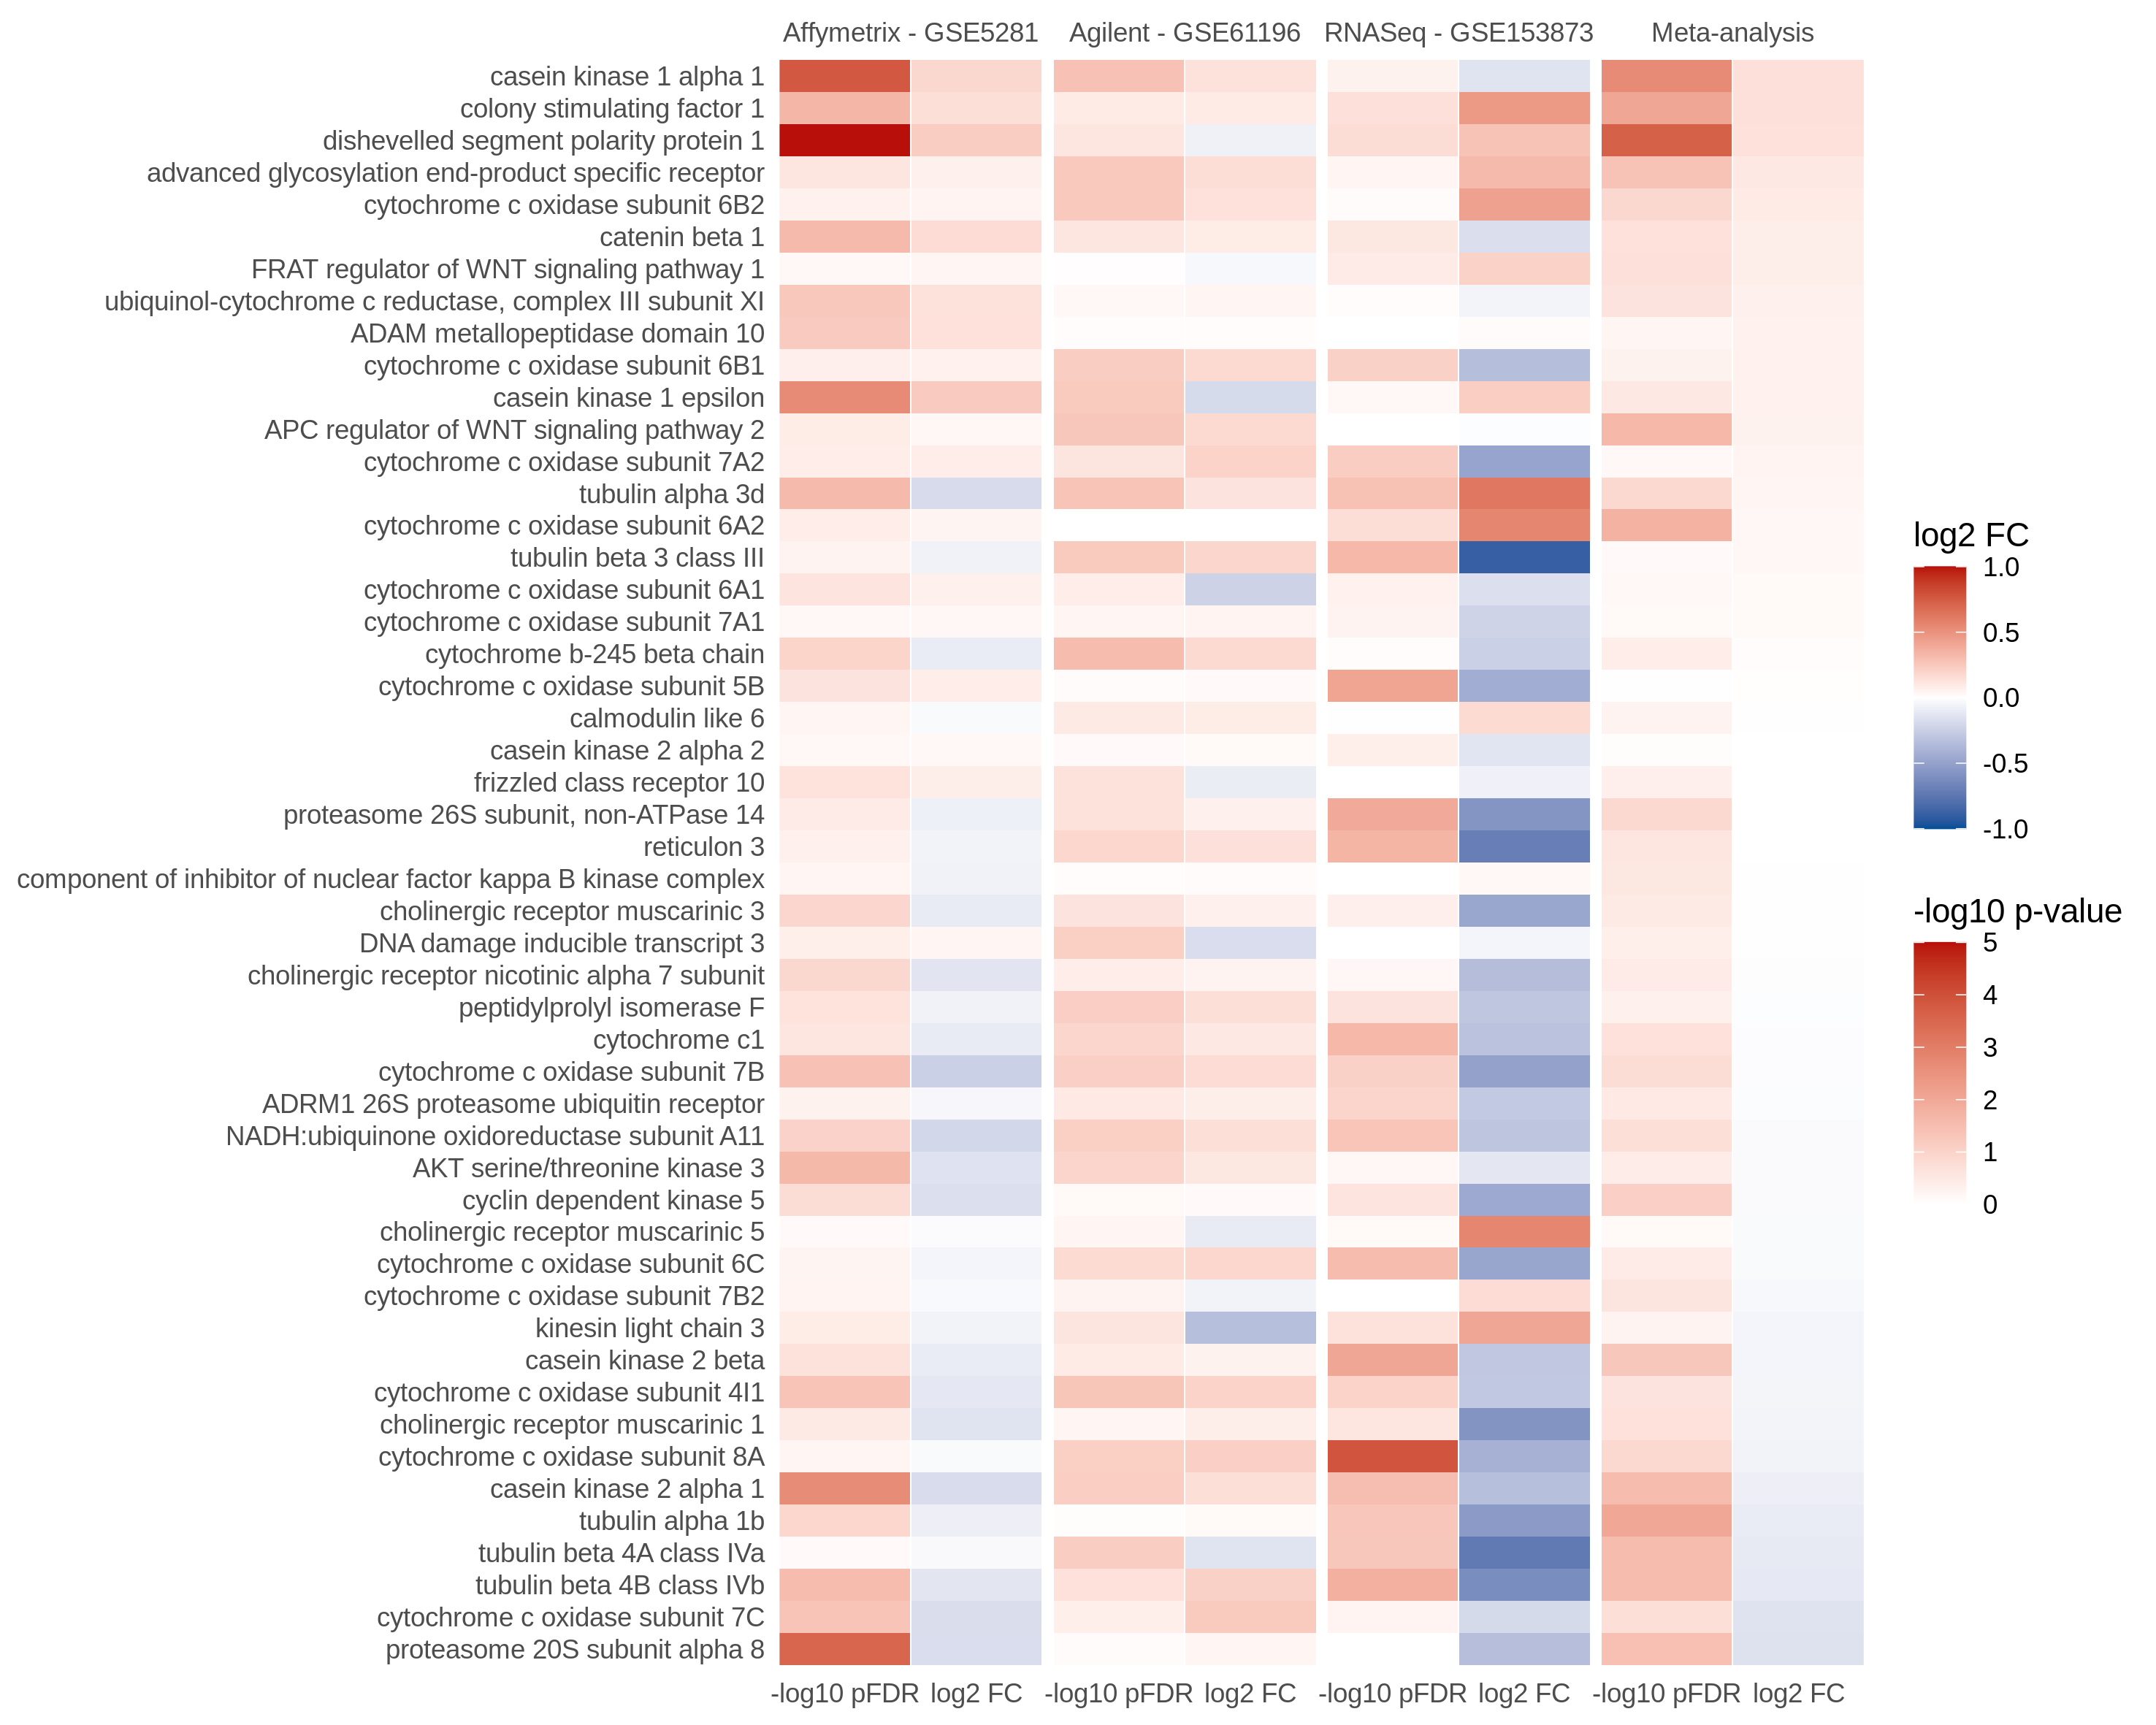 Affymetrix - GSE5281 Agilent - GSE61196 RNASeq - GSE153873 Meta-analysis
casein kinase 1 alpha 1
colony stimulating factor 1
dishevelled segment polarity protein 1
advanced glycosylation end-product specific receptor
cytochrome c oxidase subunit 6B2
catenin beta 1
FRAT regulator of WNT signaling pathway 1
ubiquinol-cytochrome c reductase, complex III subunit XI
ADAM metallopeptidase domain 10
cytochrome c oxidase subunit 6B1
casein kinase 1 epsilon
APC regulator of WNT signaling pathway 2
cytochrome c oxidase subunit 7A2
tubulin alpha 3d
cytochrome c oxidase subunit 6A2
tubulin beta 3 class III
cytochrome c oxidase subunit 6A1
cytochrome c oxidase subunit 7A1
cytochrome b-245 beta chain
cytochrome c oxidase subunit 5B
calmodulin like 6
casein kinase 2 alpha 2
frizzled class receptor 10
proteasome 26S subunit, non-ATPase 14
reticulon 3
component of inhibitor of nuclear factor kappa B kinase complex
cholinergic receptor muscarinic 3
DNA damage inducible transcript 3
cholinergic receptor nicotinic alpha 7 subunit
peptidylprolyl isomerase F
cytochrome c1
cytochrome c oxidase subunit 7B
ADRM1 26S proteasome ubiquitin receptor
NADH:ubiquinone oxidoreductase subunit A11
AKT serine/threonine kinase 3
cyclin dependent kinase 5
cholinergic receptor muscarinic 5
cytochrome c oxidase subunit 6C
cytochrome c oxidase subunit 7B2
kinesin light chain 3
casein kinase 2 beta
cytochrome c oxidase subunit 4I1
cholinergic receptor muscarinic 1
cytochrome c oxidase subunit 8A
casein kinase 2 alpha 1
tubulin alpha 1b
tubulin beta 4A class IVa
tubulin beta 4B class IVb
cytochrome c oxidase subunit 7C
proteasome 20S subunit alpha 8
-log10 pFDR log2 FC -log10 pFDR log2 FC -log10 pFDR log2 FC -log10 pFDR log2 FC
log2 FC
1.0
0.5
0.0
-0.5
-1.0
-log10 p-value
5
4
3
2
1
0